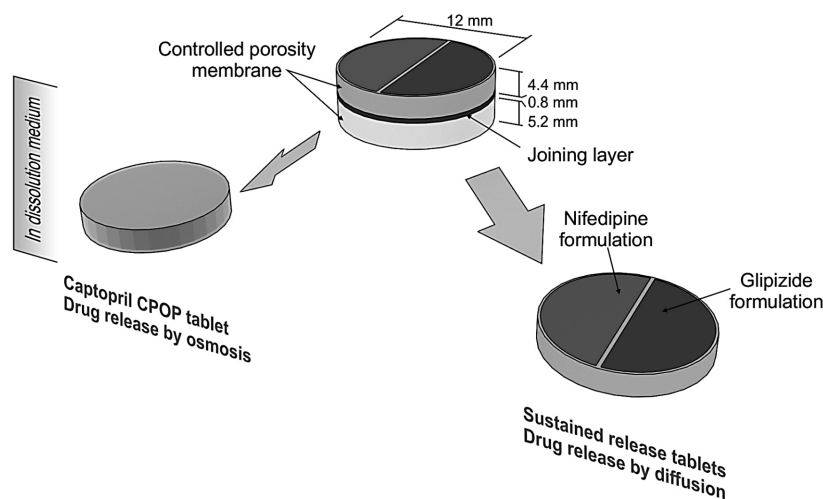 12 mm
Controlled porosity
membrane
4.4 mm
0.8 mm
5.2 mm
Joining layer
In dissolution medium
Nifedipine
formulation
Glipizide
formulation
Captopril CPOP tablet
Drug release by osmosis
Sustained release tablets
Drug release by diffusion